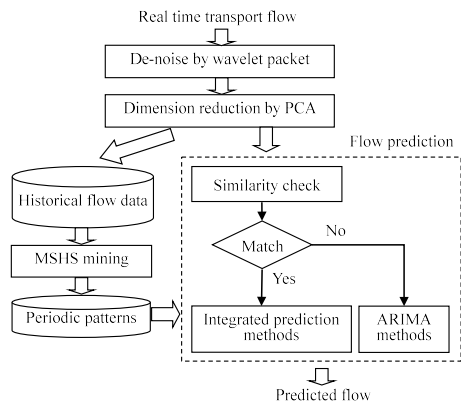 Real time transport flow
De-noise by wavelet packet
Dimension reduction by PCA
Flow prediction
Historical flow data
Similarity check
MSHS mining
Match
No
Yes
Periodic patterns
Integrated prediction
methods
ARIMA
methods
Predicted flow